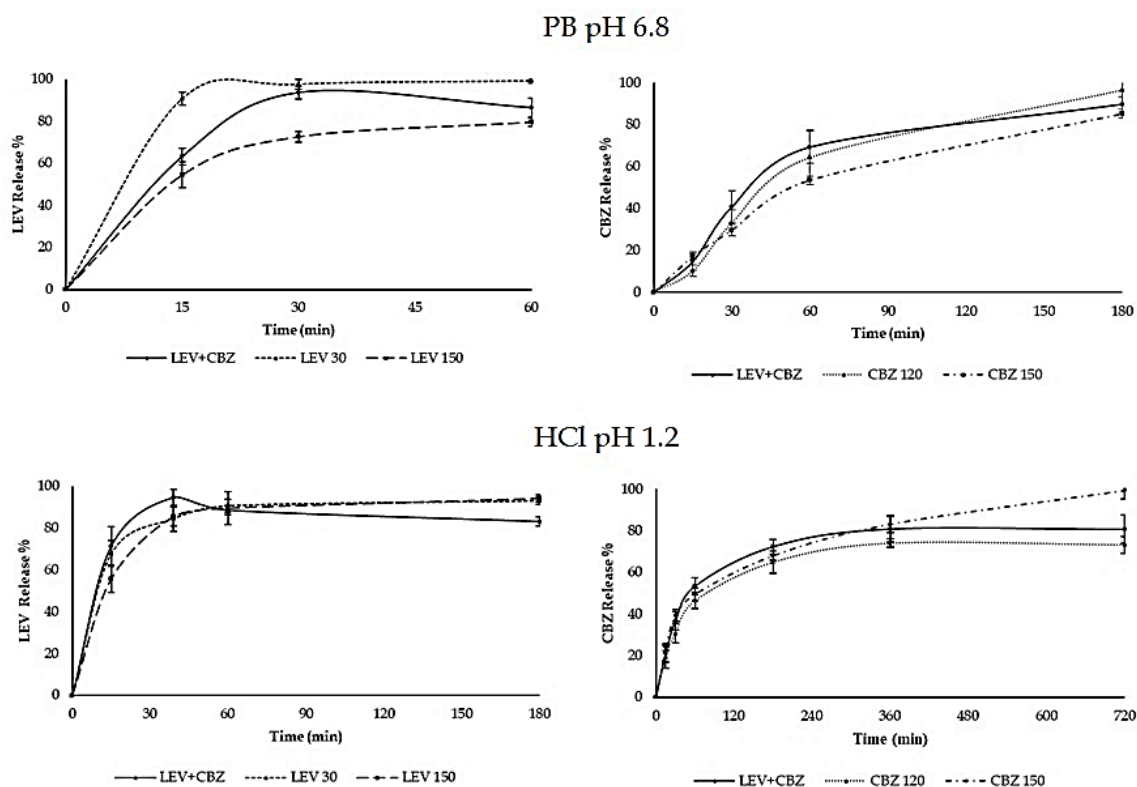 PB pH 6.8
100
80
60
40
20
0
LEV Release %
0 15 30 45 60
Time (min)
LEV+CBZ LEV 30 LEV 150
100
80
60
40
20
0
CBZ Release %
0 30 60 90 120 150 180
Time (min)
LEV+CBZ CBZ 120 CBZ 150
HCl pH 1.2
100
80
60
40
20
0
LEV Release %
0 30 60 90 120 150 180
Time (min)
LEV+CBZ LEV 30 LEV 150
100
80
60
40
20
0
CBZ Release %
0 120 240 360 480 600 720
Time (min)
LEV+CBZ CBZ 120 CBZ 150